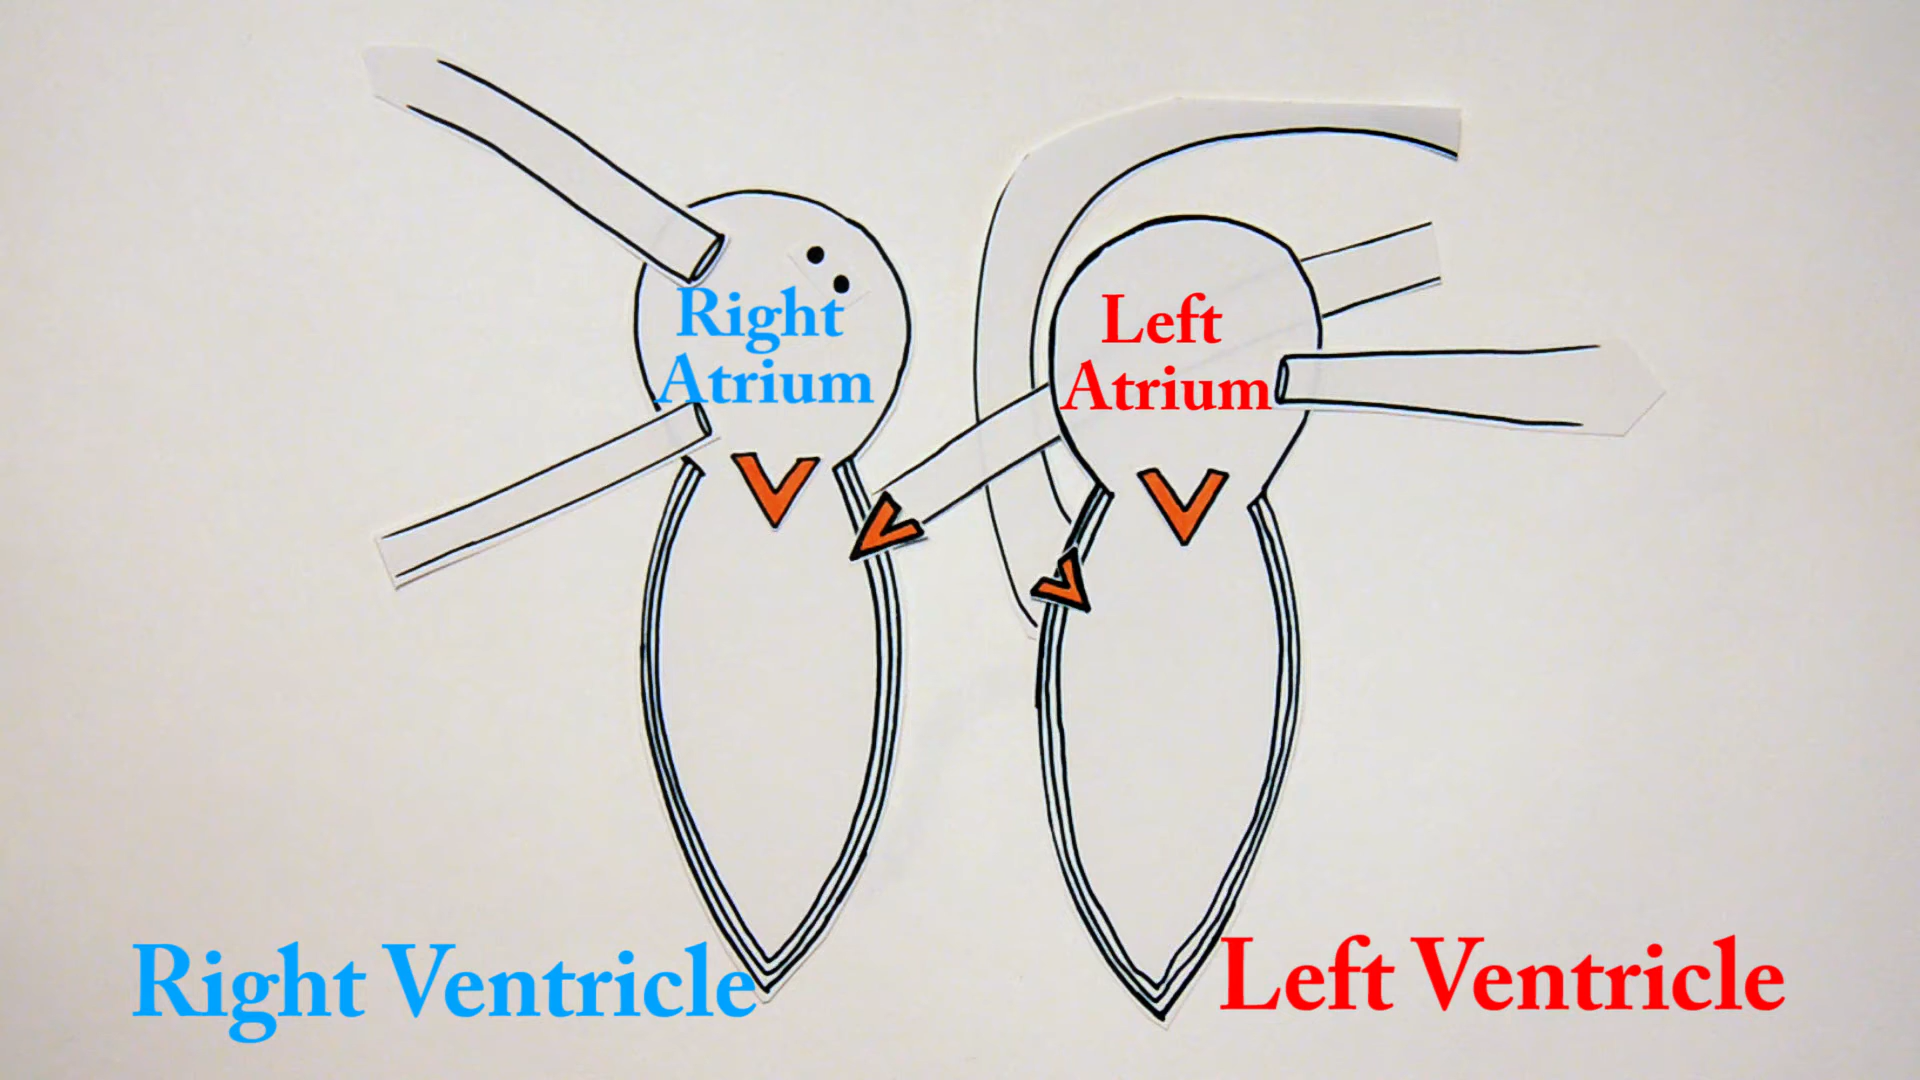 Right
Atrium
Left
Atrium
Right Ventricle
Left Ventricle